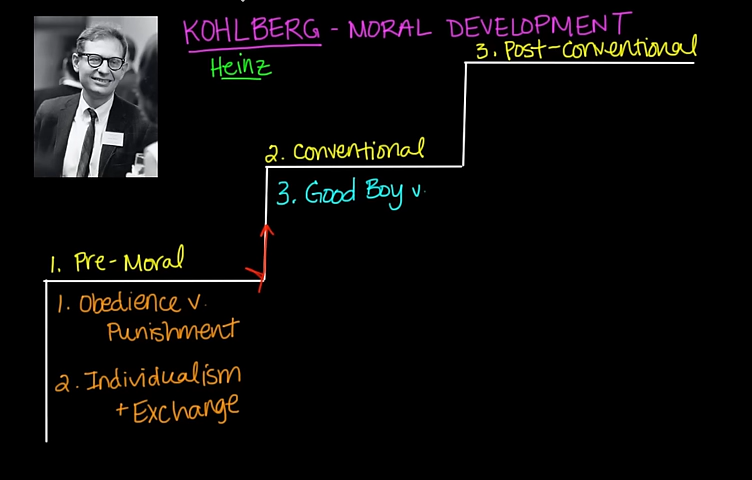 KOHLBERG - MORAL DEVELOPMENT
Heinz
3. Post-Conventional
2. Conventional
3. Good Boy v.
1. Pre-Moral
1. Obedience v.
Punishment
2. Individualism
+ Exchange